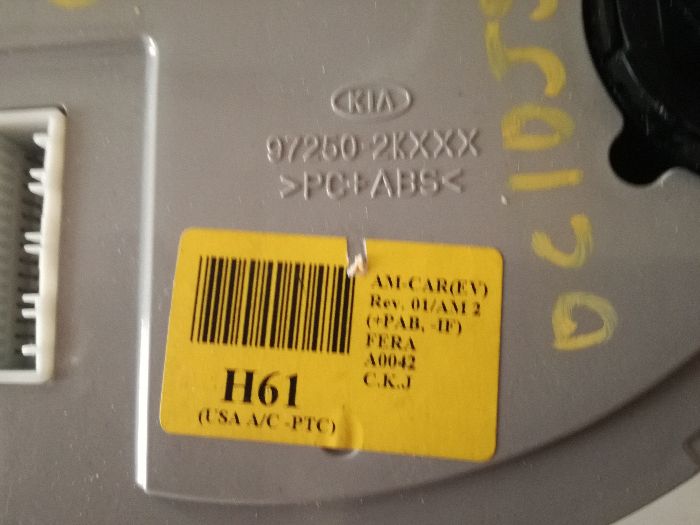 KIA
97250-2KXXX
>PC+ABS<
AM-CAR(EV)
Rev. 01/AM 2
(+PAB, -IF)
FERA
A0042
C.K.J
H61
(USA A/C -PTC)